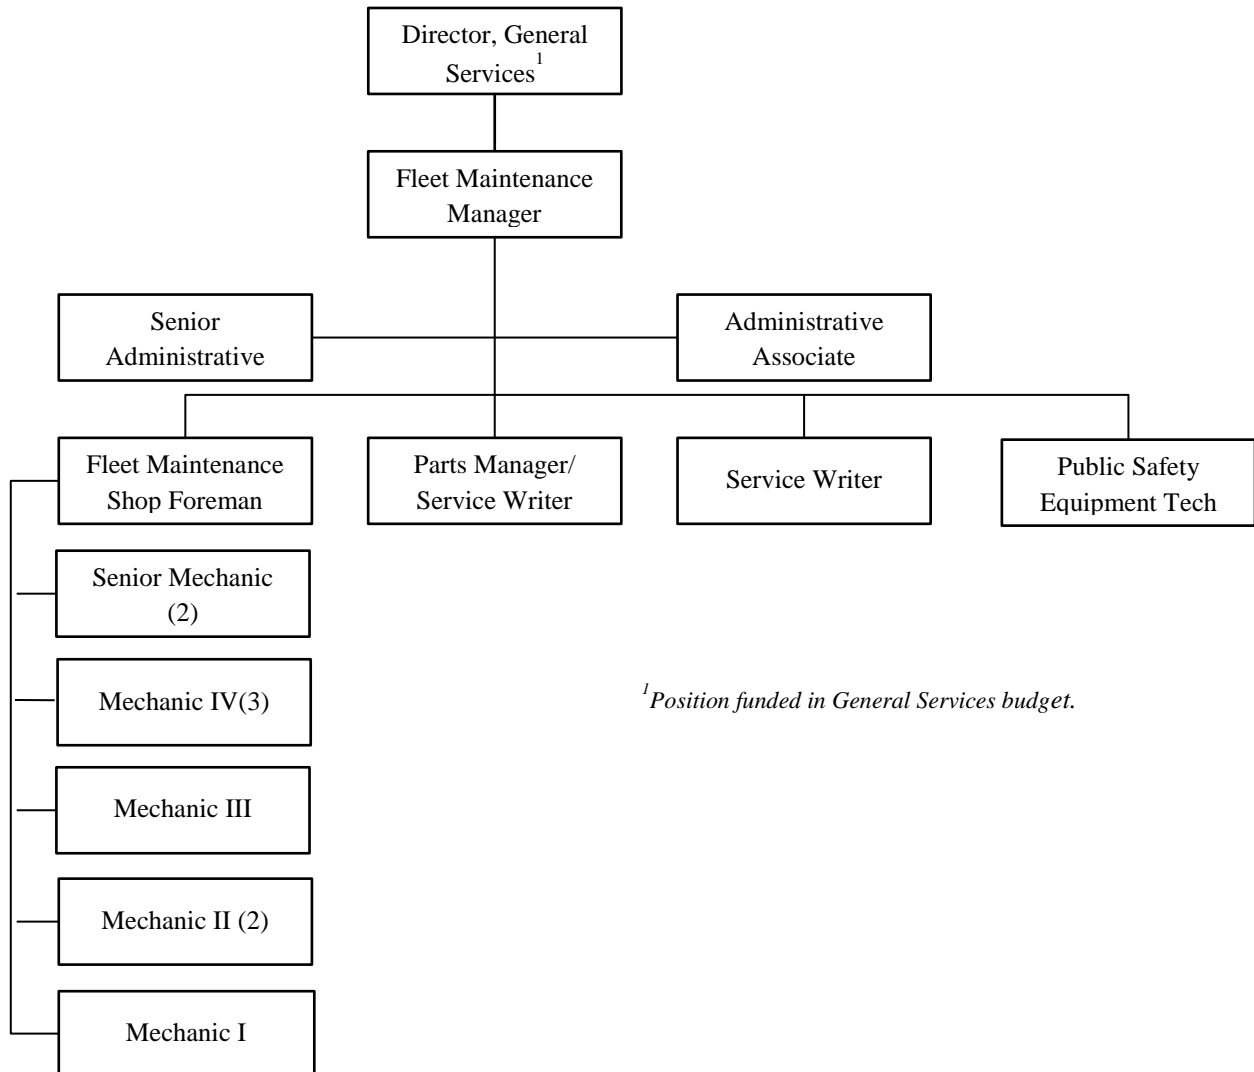 Director, General
Services1
Fleet Maintenance
Manager
Senior
Administrative
Administrative
Associate
Fleet Maintenance
Shop Foreman
Parts Manager/
Service Writer
Service Writer
Public Safety
Equipment Tech
Senior Mechanic
(2)
Mechanic IV(3)
1Position funded in General Services budget.
Mechanic III
Mechanic II (2)
Mechanic I